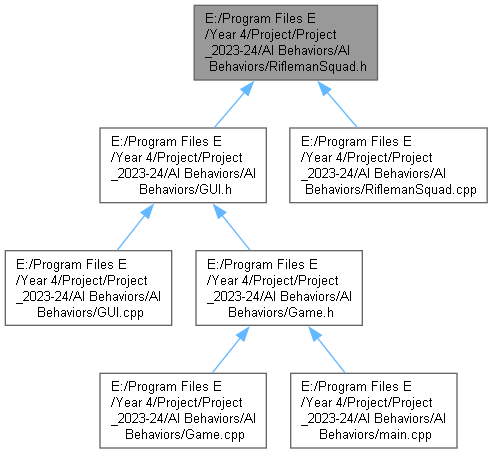 E:/Program Files E
/Year 4/Project/Project
_2023-24/AI Behaviors/AI
Behaviors/RiflemanSquad.h
E:/Program Files E
/Year 4/Project/Project
_2023-24/AI Behaviors/AI
Behaviors/GUI.h
E:/Program Files E
/Year 4/Project/Project
_2023-24/AI Behaviors/AI
Behaviors/RiflemanSquad.cpp
E:/Program Files E
/Year 4/Project/Project
_2023-24/AI Behaviors/AI
Behaviors/GUI.cpp
E:/Program Files E
/Year 4/Project/Project
_2023-24/AI Behaviors/AI
Behaviors/Game.h
E:/Program Files E
/Year 4/Project/Project
_2023-24/AI Behaviors/AI
Behaviors/Game.cpp
E:/Program Files E
/Year 4/Project/Project
_2023-24/AI Behaviors/AI
Behaviors/main.cpp